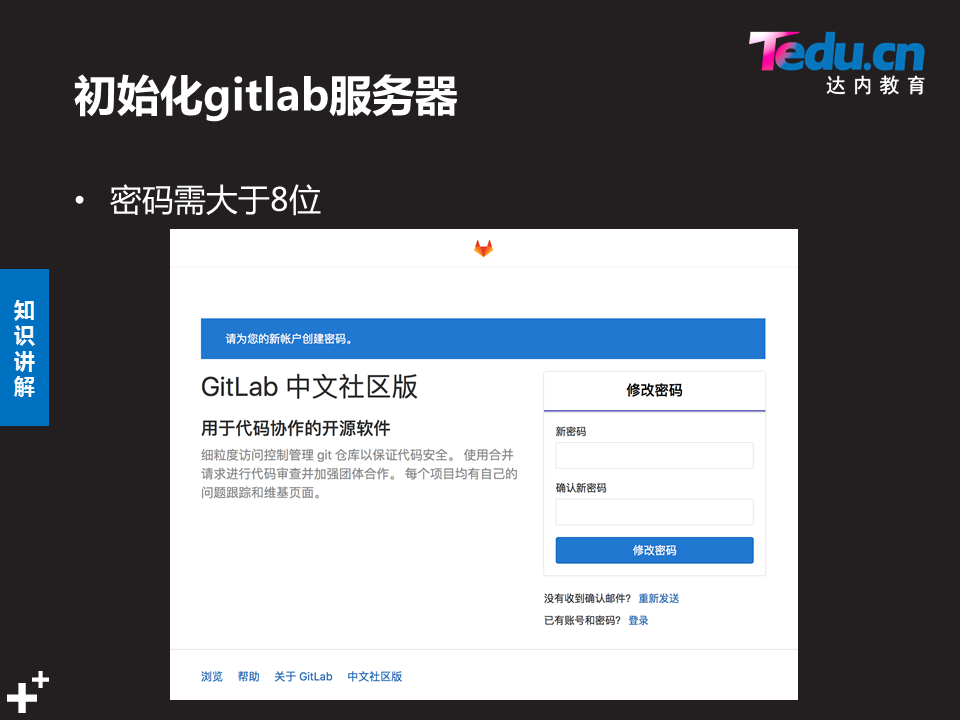 Tedu.cn
达内教育
初始化gitlab服务器
• 密码需大于8位
知识讲解
请为您的新帐户创建密码。
GitLab 中文社区版
用于代码协作的开源软件
细粒度访问控制管理 git 仓库以保证代码安全。 使用合并
请求进行代码审查并加强团体合作。 每个项目均有自己的
问题跟踪和维基页面。
修改密码
新密码
确认新密码
修改密码
没有收到确认邮件? 重新发送
已有账号和密码? 登录
浏览 帮助 关于 GitLab 中文社区版